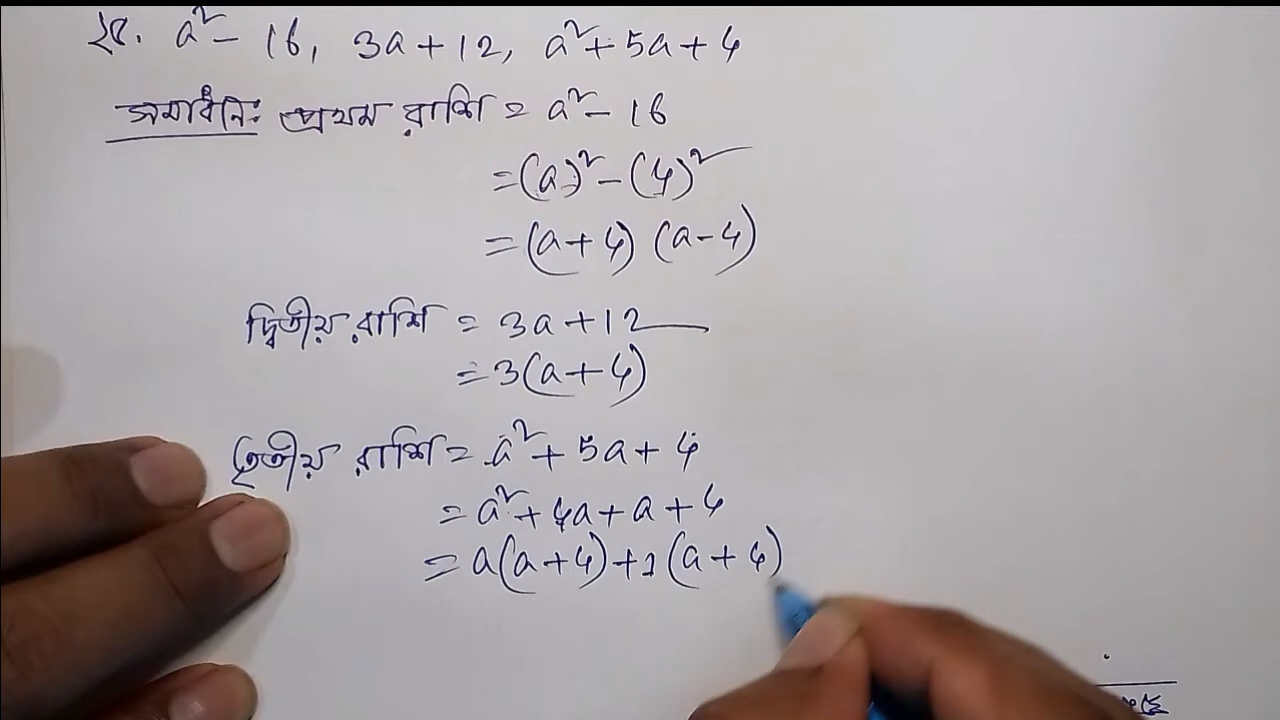 ২৫. a² - 16, 3a + 12, a² + 5a + 4
সমাধান: প্রথম রাশি = a² - 16
= (a)² - (4)²
= (a + 4) (a - 4)
দ্বিতীয় রাশি = 3a + 12
= 3(a + 4)
তৃতীয় রাশি = a² + 5a + 4
= a² + 4a + a + 4
= a(a + 4) + 1(a + 4)